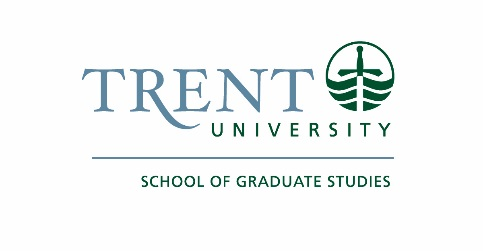 TRENT
UNIVERSITY
SCHOOL OF GRADUATE STUDIES